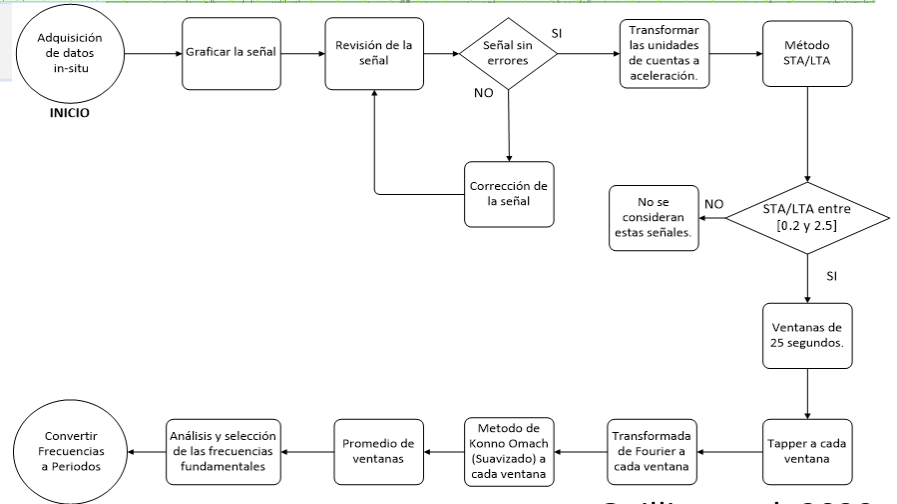 Adquisición
de datos
in-situ
INICIO
Graficar la señal
Revisión de la
señal
Señal sin
errores
SI
NO
Corrección de
la señal
Transformar
las unidades
de cuentas a
aceleración.
Método
STA/LTA
STA/LTA entre
[0.2 y 2.5]
NO
No se
consideran
estas señales.
SI
Ventanas de
25 segundos.
Tapper a cada
ventana
Transformada
de Fourier a
cada ventana
Metodo de
Konno Omach
(Suavizado) a
cada ventana
Promedio de
ventanas
Análisis y selección
de las frecuencias
fundamentales
Convertir
Frecuencias
a Periodos